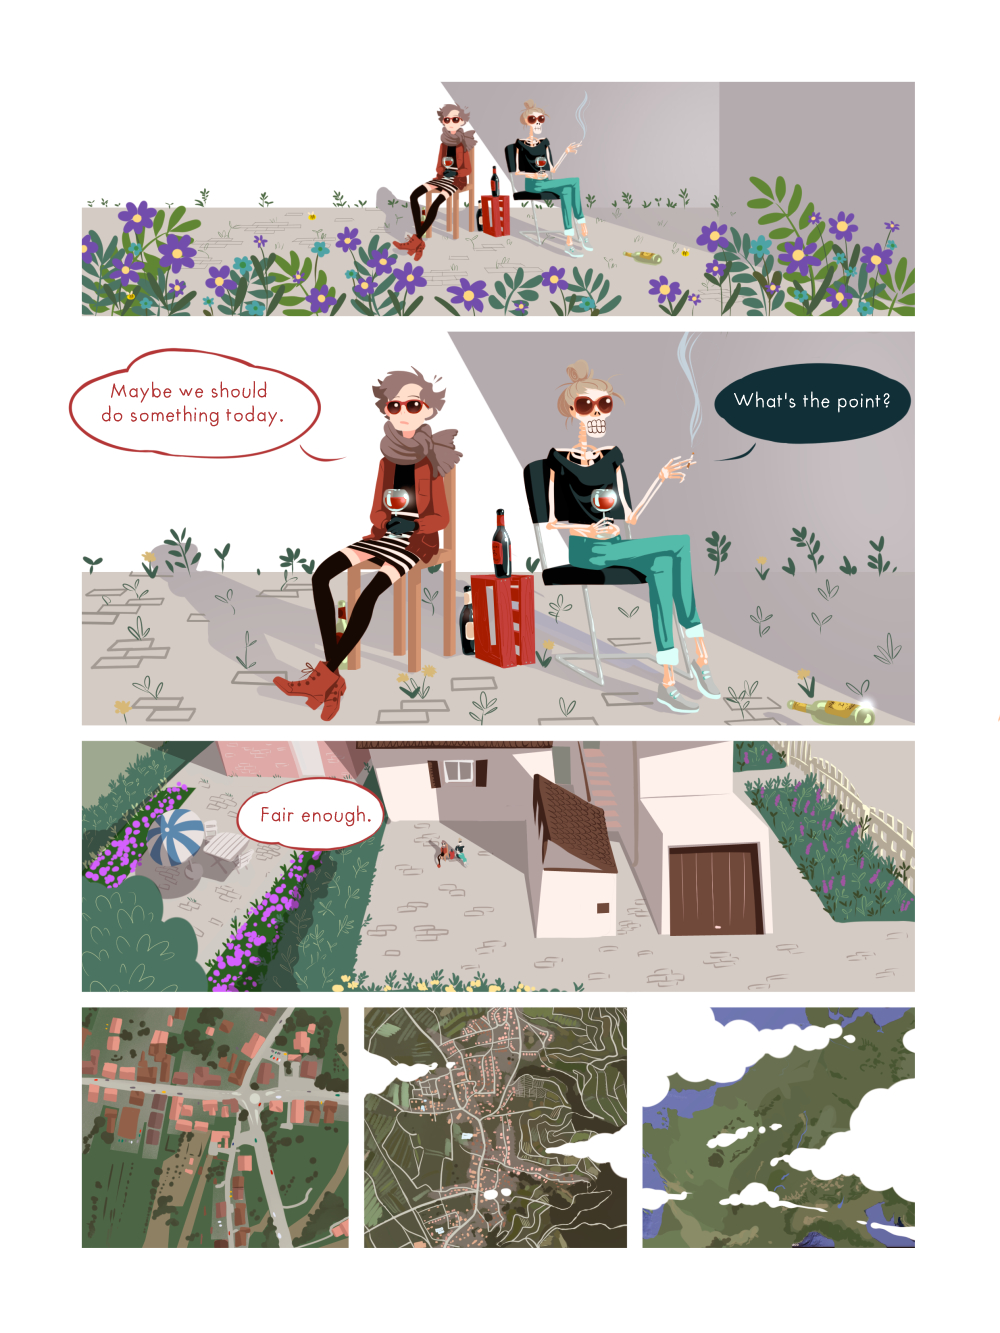 Maybe we should
do something today.
What's the point?
Fair enough.